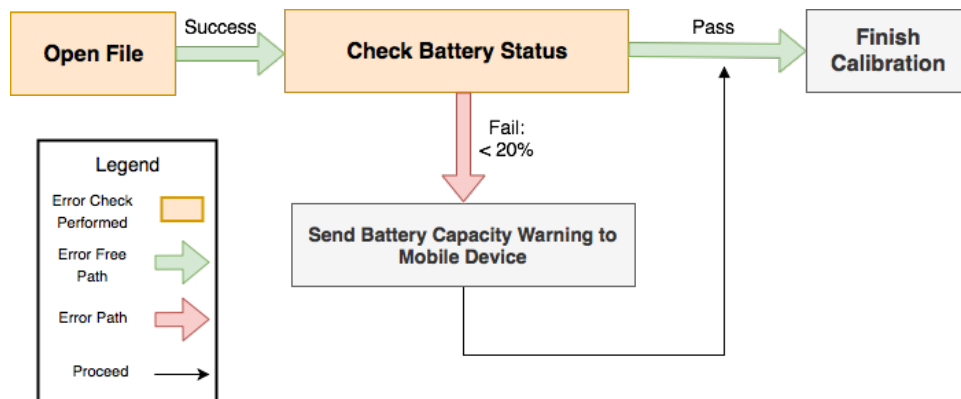 Open File
Success
Check Battery Status
Pass
Finish
Calibration
Fail:
< 20%
Send Battery Capacity Warning to
Mobile Device
Legend
Error Check
Performed
Error Free
Path
Error Path
Proceed